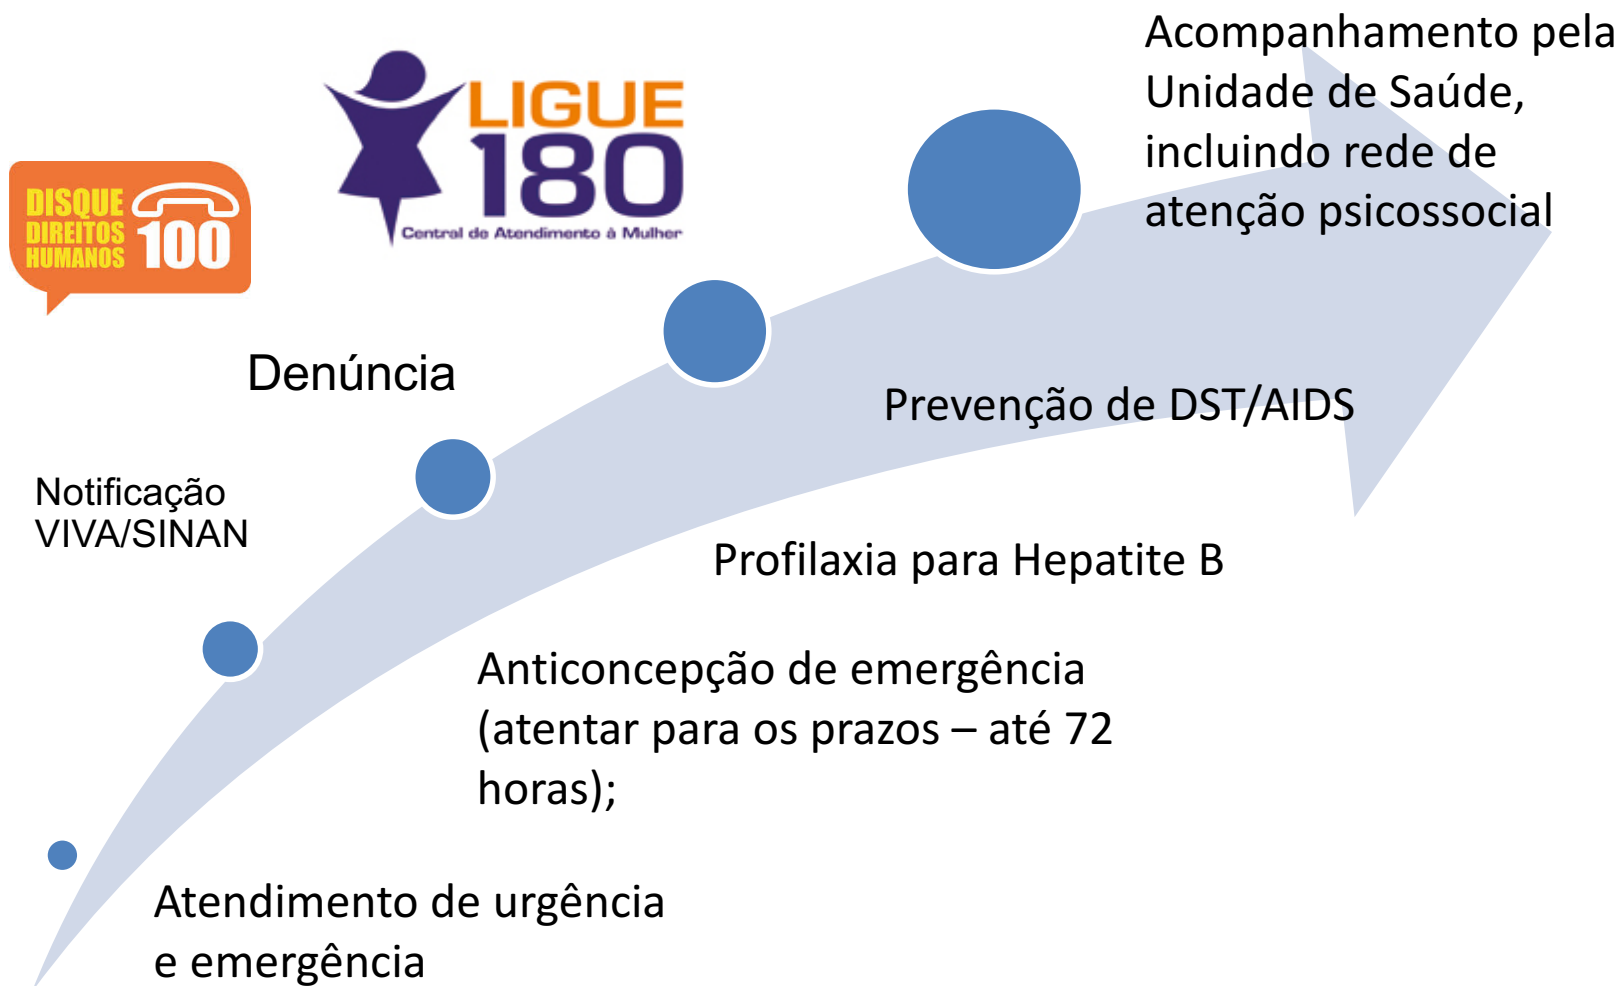 Acompanhamento pela
Unidade de Saúde,
incluindo rede de
atenção psicossocial
LIGUE
180
Central de Atendimento à Mulher
DISQUE
DIREITOS
HUMANOS
100
Denúncia
Prevenção de DST/AIDS
Notificação
VIVA/SINAN
Profilaxia para Hepatite B
Anticoncepção de emergência
(atentar para os prazos – até 72
horas);
Atendimento de urgência
e emergência